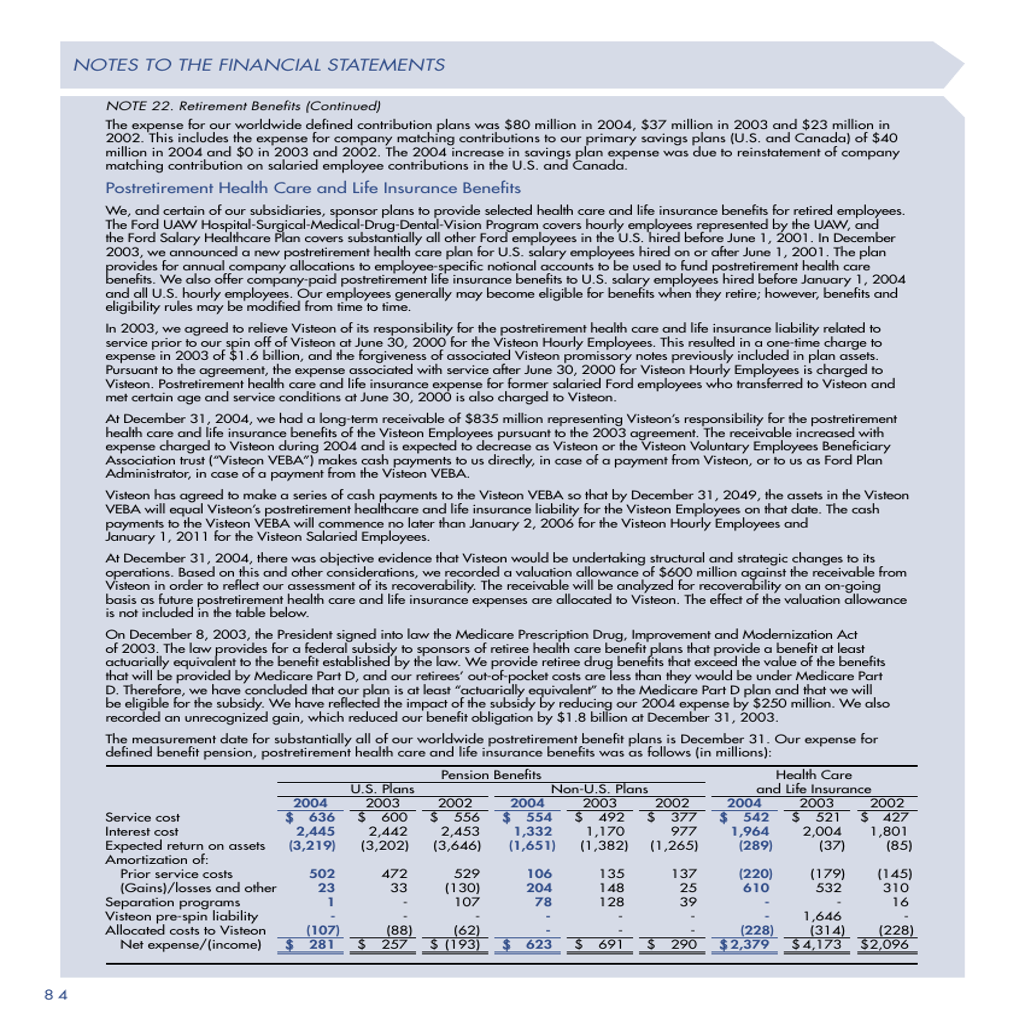 NOTES TO THE FINANCIAL STATEMENTS
NOTE 22. Retirement Benefits (Continued)
The expense for our worldwide defined contribution plans was $80 million in 2004, $37 million in 2003 and $23 million in
2002. This includes the expense for company matching contributions to our primary savings plans (U.S. and Canada) of $40
million in 2004 and $0 in 2003 and 2002. The 2004 increase in savings plan expense was due to reinstatement of company
matching contribution on salaried employee contributions in the U.S. and Canada.
Postretirement Health Care and Life Insurance Benefits
We, and certain of our subsidiaries, sponsor plans to provide selected health care and life insurance benefits for retired employees.
The Ford UAW Hospital-Surgical-Medical-Drug-Dental-Vision Program covers hourly employees represented by the UAW, and
the Ford Salary Healthcare Plan covers substantially all other Ford employees in the U.S. hired before June 1, 2001. In December
2003, we announced a new postretirement health care plan for U.S. salary employees hired on or after June 1, 2001. The plan
provides for annual company allocations to employee-specific notional accounts to be used to fund postretirement health care
benefits. We also offer company-paid postretirement life insurance benefits to U.S. salary employees hired before January 1, 2004
and all U.S. hourly employees. Our employees generally may become eligible for benefits when they retire; however, benefits and
eligibility rules may be modified from time to time.
In 2003, we agreed to relieve Visteon of its responsibility for the postretirement health care and life insurance liability related to
service prior to our spin off of Visteon at June 30, 2000 for the Visteon Hourly Employees. This resulted in a one-time charge to
expense in 2003 of $1.6 billion, and the forgiveness of associated Visteon promissory notes previously included in plan assets.
Pursuant to the agreement, the expense associated with service after June 30, 2000 for Visteon Hourly Employees is charged to
Visteon. Postretirement health care and life insurance expense for former salaried Ford employees who transferred to Visteon and
met certain age and service conditions at June 30, 2000 is also charged to Visteon.
At December 31, 2004, we had a long-term receivable of $835 million representing Visteon's responsibility for the postretirement
health care and life insurance benefits of the Visteon Employees pursuant to the 2003 agreement. The receivable increased with
expense charged to Visteon during 2004 and is expected to decrease as Visteon or the Visteon Voluntary Employees Beneficiary
Association trust ("Visteon VEBA") makes cash payments to us directly, in case of a payment from Visteon, or to us as Ford Plan
Administrator, in case of a payment from the Visteon VEBA.
Visteon has agreed to make a series of cash payments to the Visteon VEBA so that by December 31, 2049, the assets in the Visteon
VEBA will equal Visteon's postretirement healthcare and life insurance liability for the Visteon Employees on that date. The cash
payments to the Visteon VEBA will commence no later than January 2, 2006 for the Visteon Hourly Employees and
January 1, 2011 for the Visteon Salaried Employees.
At December 31, 2004, there was objective evidence that Visteon would be undertaking structural and strategic changes to its
operations. Based on this and other considerations, we recorded a valuation allowance of $600 million against the receivable from
Visteon in order to reflect our assessment of its recoverability. The receivable will be analyzed for recoverability on an on-going
basis as future postretirement health care and life insurance expenses are allocated to Visteon. The effect of the valuation allowance
is not included in the table below.
On December 8, 2003, the President signed into law the Medicare Prescription Drug, Improvement and Modernization Act
of 2003. The law provides for a federal subsidy to sponsors of retiree health care benefit plans that provide a benefit at least
actuarially equivalent to the benefit established by the law. We provide retiree drug benefits that exceed the value of the benefits
that will be provided by Medicare Part D, and our retirees' out-of-pocket costs are less than they would be under Medicare Part
D. Therefore, we have concluded that our plan is at least "actuarially equivalent" to the Medicare Part D plan and that we will
be eligible for the subsidy. We have reflected the impact of the subsidy by reducing our 2004 expense by $250 million. We also
recorded an unrecognized gain, which reduced our benefit obligation by $1.8 billion at December 31, 2003.
The measurement date for substantially all of our worldwide postretirement benefit plans is December 31. Our expense for
defined benefit pension, postretirement health care and life insurance benefits was as follows (in millions):
Pension Benefits Health Care
U.S. Plans Non-U.S. Plans and Life Insurance
2004 2003 2002 2004 2003 2002 2004 2003 2002
Service cost $ 636 $ 600 $ 556 $ 554 $ 492 $ 377 $ 542 $ 521 $ 427
Interest cost 2,445 2,442 2,453 1,332 1,170 977 1,964 2,004 1,801
Expected return on assets (3,219) (3,202) (3,646) (1,651) (1,382) (1,265) (289) (37) (85)
Amortization of:
Prior service costs 502 472 529 106 135 137 (220) (179) (145)
(Gains)/losses and other 23 33 (130) 204 148 25 610 532 310
Separation programs 1 - 107 78 128 39 - - 16
Visteon pre-spin liability - - - - - - - 1,646 -
Allocated costs to Visteon (107) (88) (62) - - - (228) (314) (228)
Net expense/(income) $ 281 $ 257 $ (193) $ 623 $ 691 $ 290 $2,379 $4,173 $2,096
84